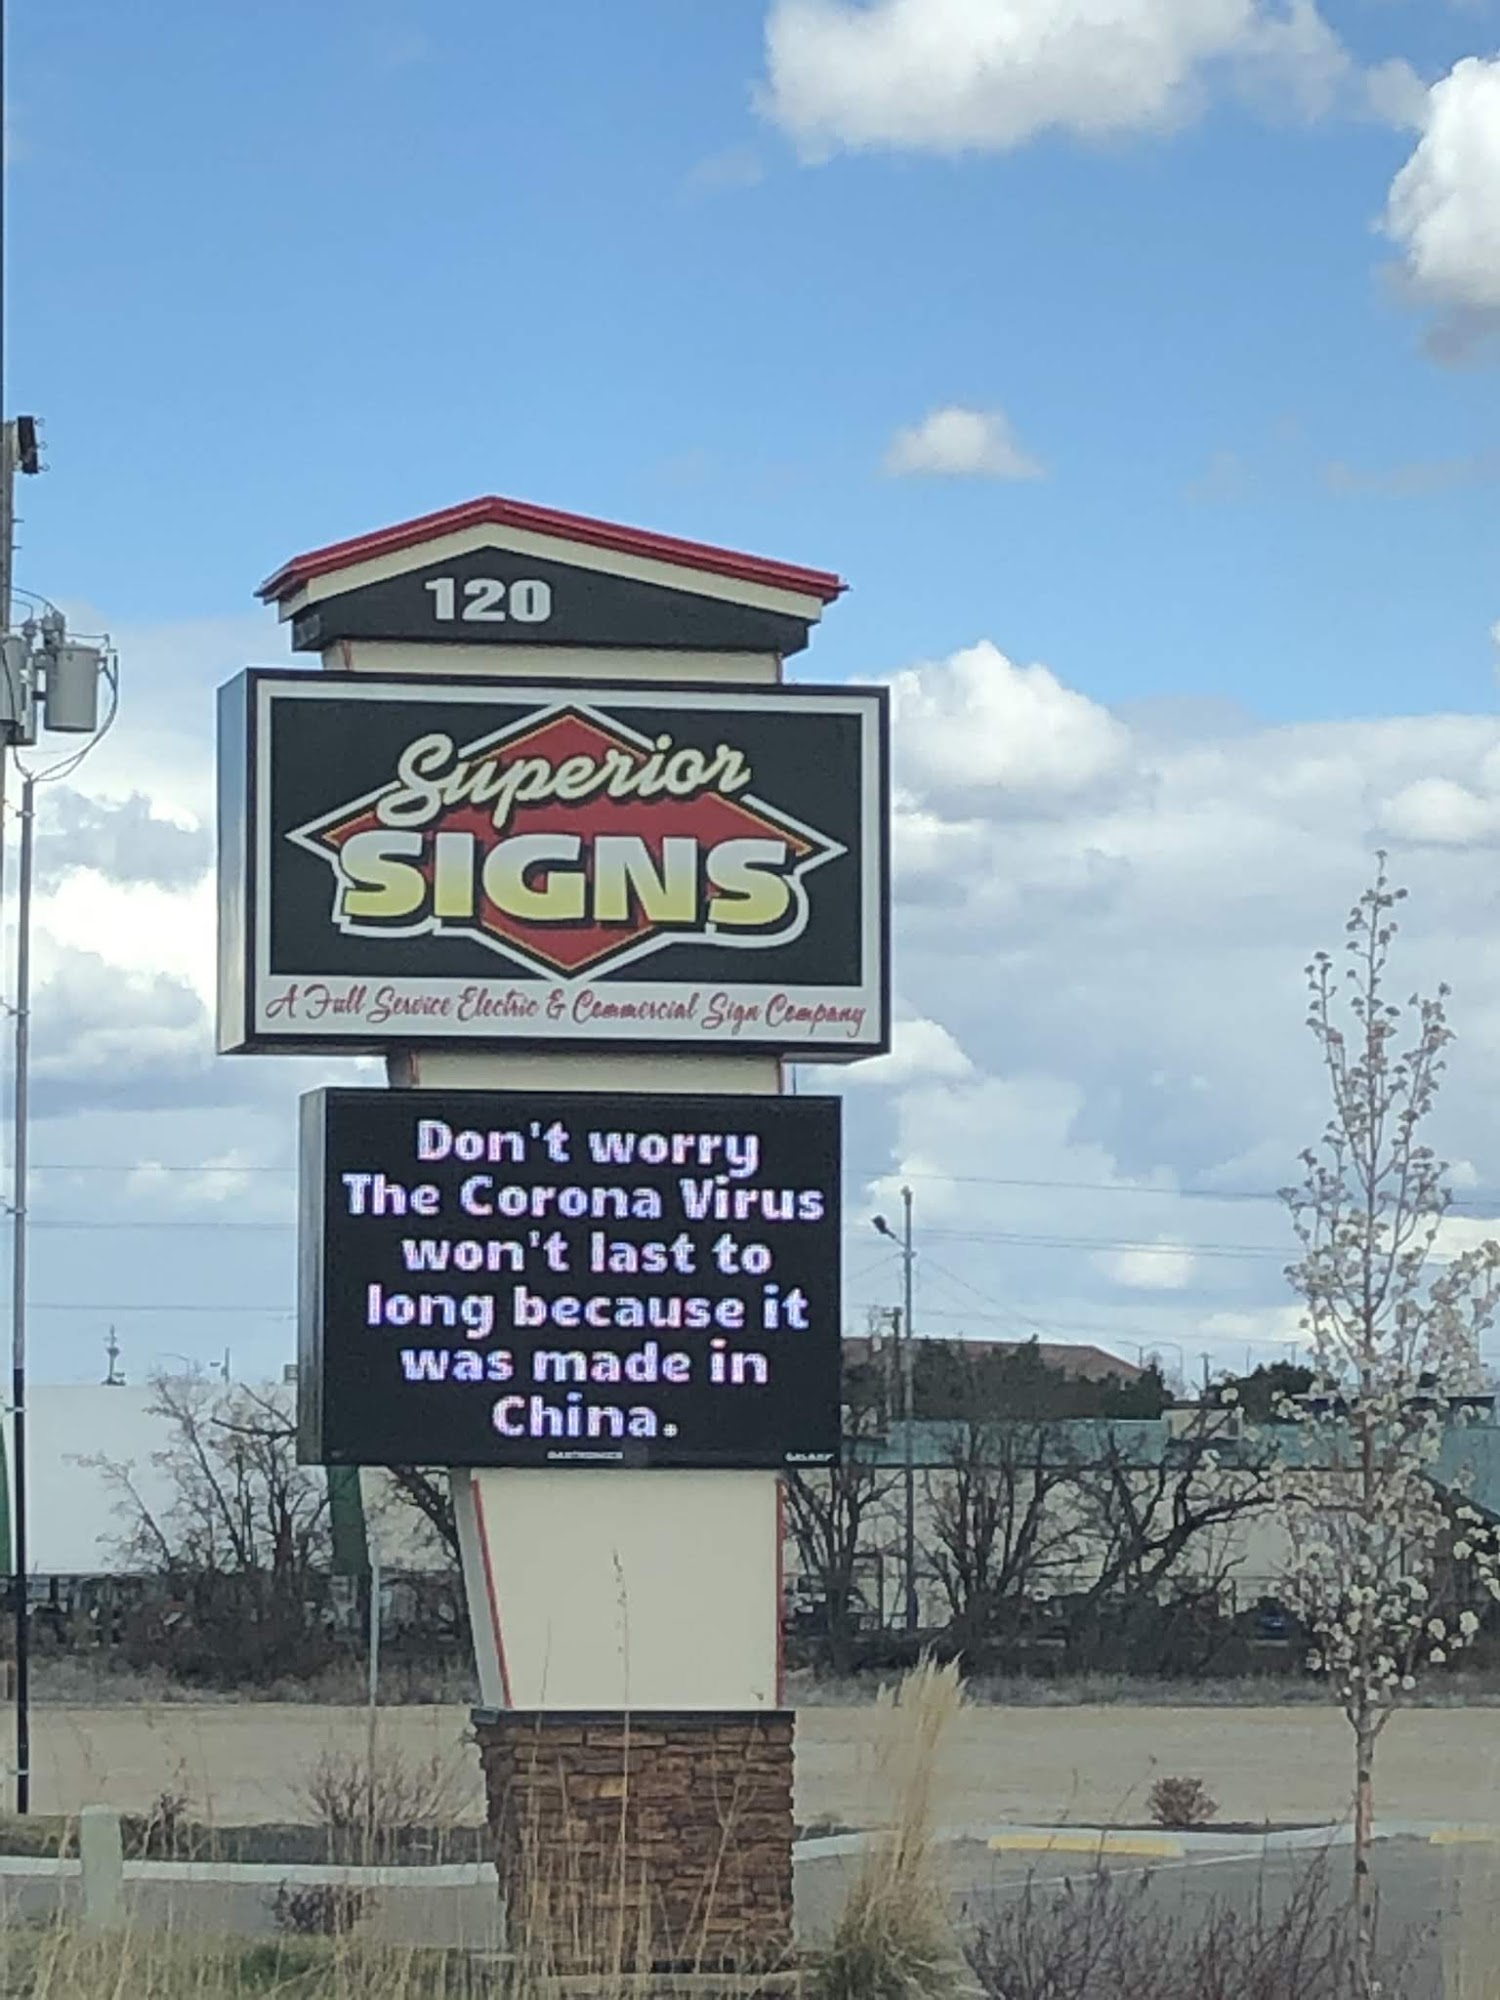 120
Superior
SIGNS
A Full Service Electric & Commercial Sign Company
Don't worry
The Corona Virus
won't last to
long because it
was made in
China.